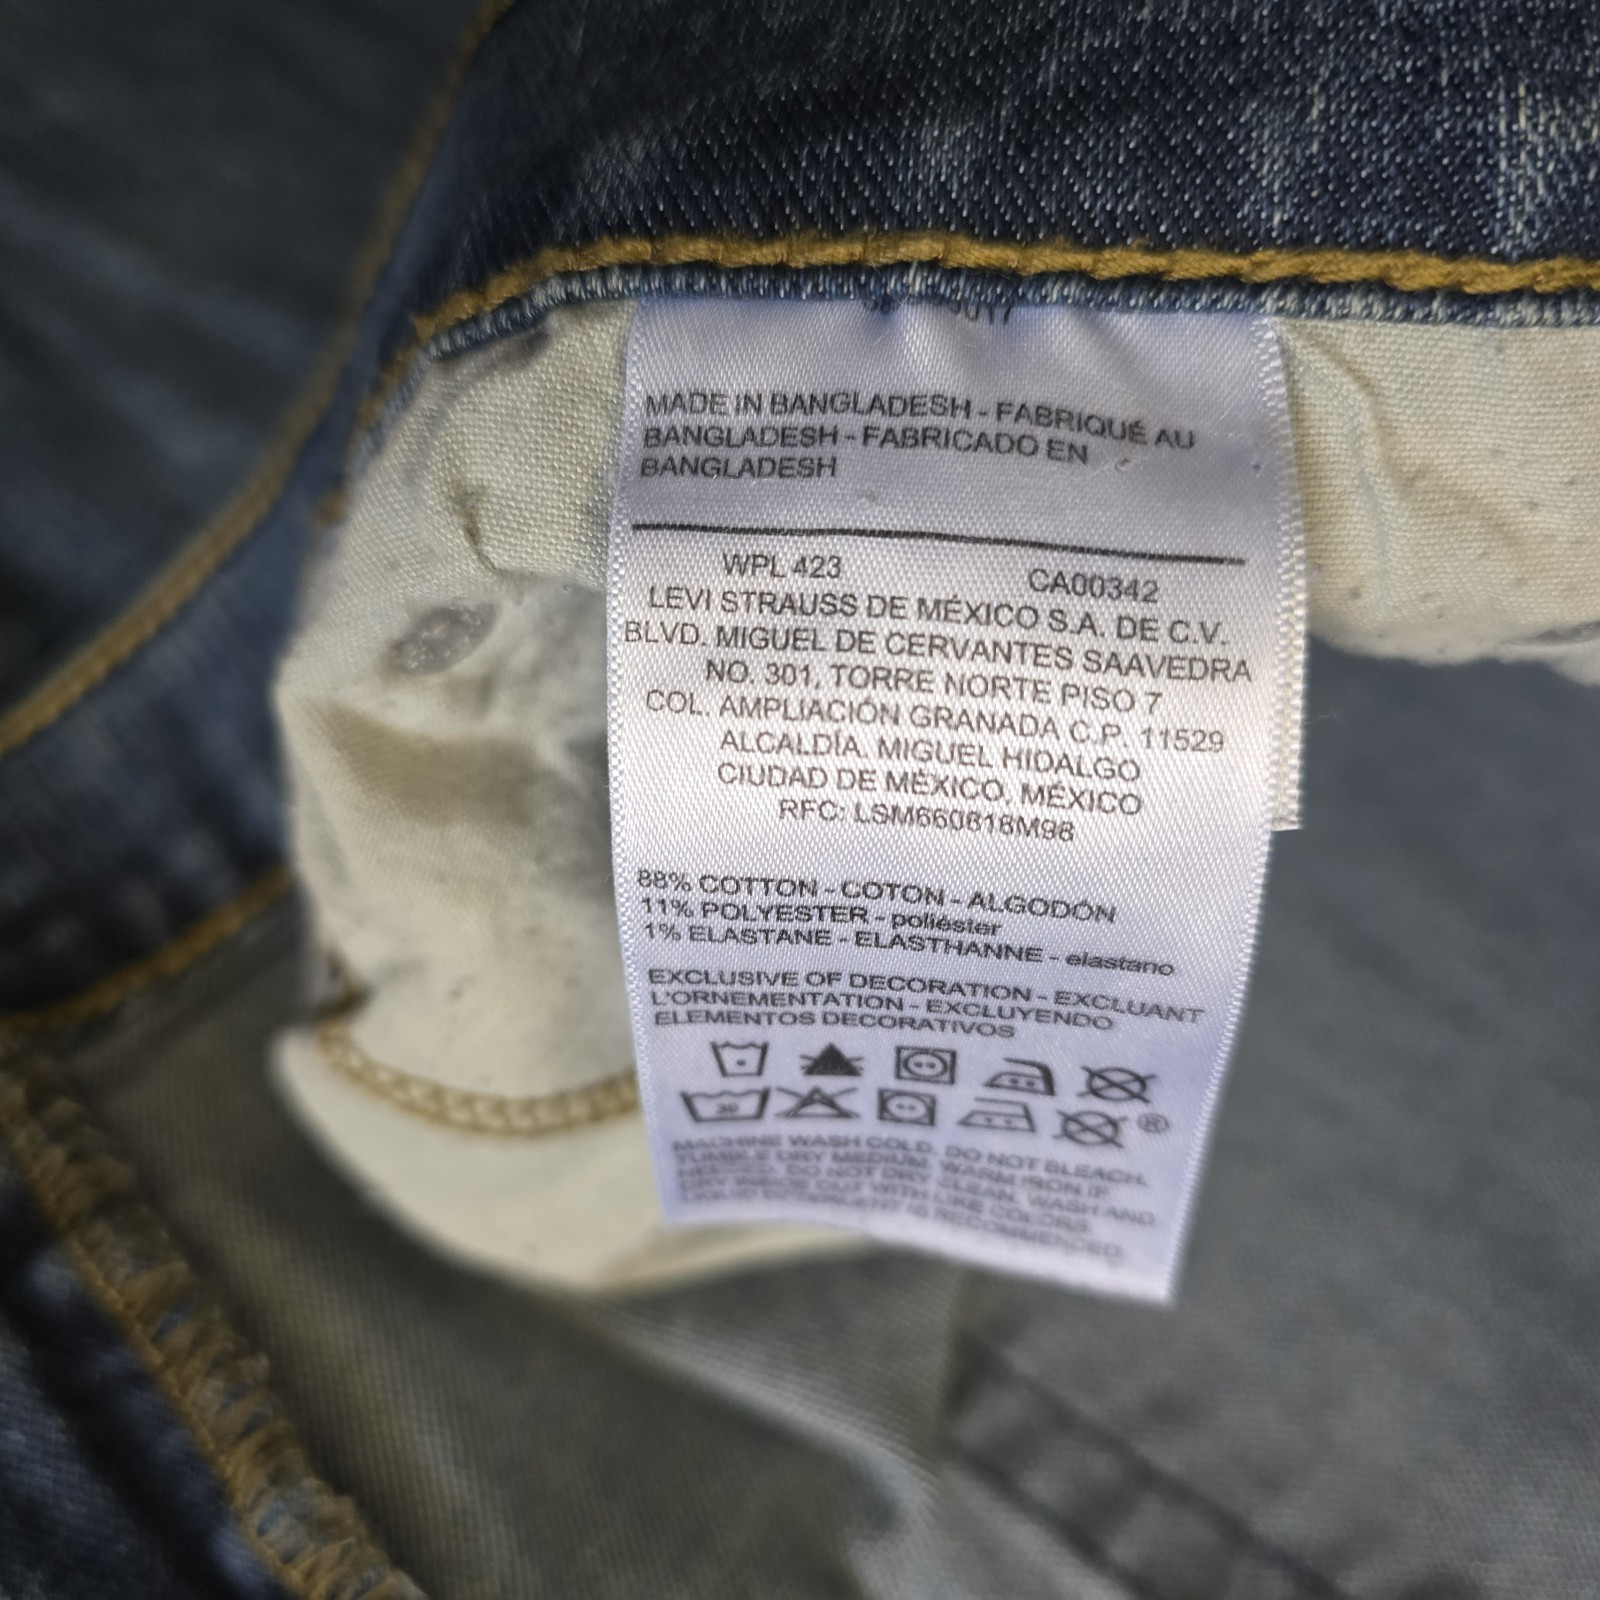 MADE IN BANGLADESH - FABRIQUÉ AU
BANGLADESH - FABRICADO EN
BANGLADESH
WPL 423 CA00342
LEVI STRAUSS DE MÉXICO S.A. DE C.V.
BLVD. MIGUEL DE CERVANTES SAAVEDRA
NO. 301, TORRE NORTE PISO 7
COL. AMPLIACIÓN GRANADA C.P. 11529
ALCALDÍA. MIGUEL HIDALGO
CIUDAD DE MÉXICO, MÉXICO
RFC: LSM660618M98
88% COTTON - COTON - ALGODÓN
11% POLYESTER - poliéster
1% ELASTANE - ELASTHANNE - elastano
EXCLUSIVE OF DECORATION - EXCLUANT
L'ORNEMENTATION - EXCLUYENDO
ELEMENTOS DECORATIVOS
30 ®
MACHINE WASH COLD. DO NOT BLEACH.
TUMBLE DRY MEDIUM. WARM IRON IF
NEEDED. DO NOT DRY CLEAN. WASH AND
DRY INSIDE OUT WITH LIKE COLORS.
LIQUID DETERGENT IS RECOMMENDED.